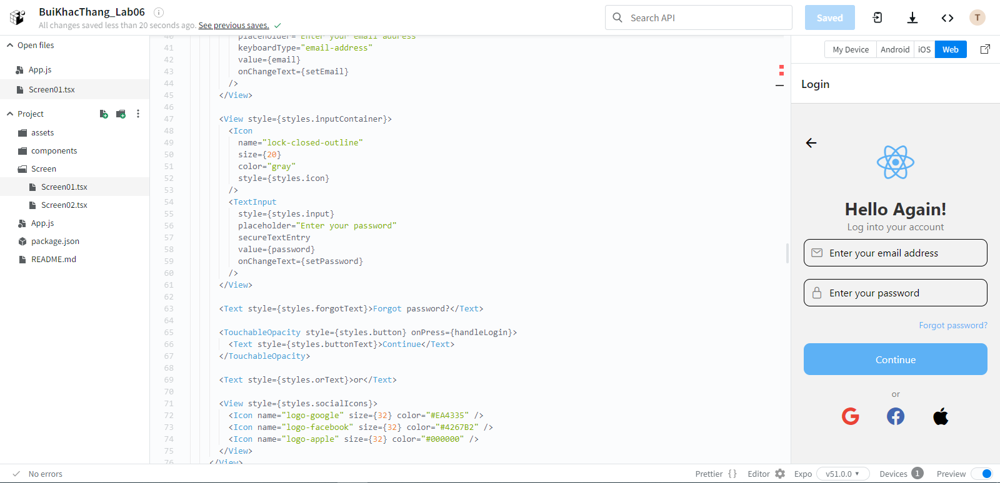 BuiKhacThang_Lab06
All changes saved less than 20 seconds ago. See previous saves.
Search API
Saved
T
Open files
App.js
Screen01.tsx
Project
assets
components
Screen
Screen01.tsx
Screen02.tsx
App.js
package.json
README.md
40 placeholder="Enter your email address"
41 keyboardType="email-address"
42 value={email}
43 onChangeText={setEmail}
44 />
45 </View>
46
47 <View style={styles.inputContainer}>
48 <Icon
49 name="lock-closed-outline"
50 size={20}
51 color="gray"
52 style={styles.icon}
53 />
54 <TextInput
55 style={styles.input}
56 placeholder="Enter your password"
57 secureTextEntry
58 value={password}
59 onChangeText={setPassword}
60 />
61 </View>
62
63 <Text style={styles.forgotText}>Forgot password?</Text>
64
65 <TouchableOpacity style={styles.button} onPress={handleLogin}>
66 <Text style={styles.buttonText}>Continue</Text>
67 </TouchableOpacity>
68
69 <Text style={styles.orText}>or</Text>
70
71 <View style={styles.socialIcons}>
72 <Icon name="logo-google" size={32} color="#EA4335" />
73 <Icon name="logo-facebook" size={32} color="#4267B2" />
74 <Icon name="logo-apple" size={32} color="#000000" />
75 </View>
76 </View>
My Device Android iOS Web
Login
Hello Again!
Log into your account
Enter your email address
Enter your password
Forgot password?
Continue
or
No errors
Prettier { } Editor Expo v51.0.0 Devices 1 Preview